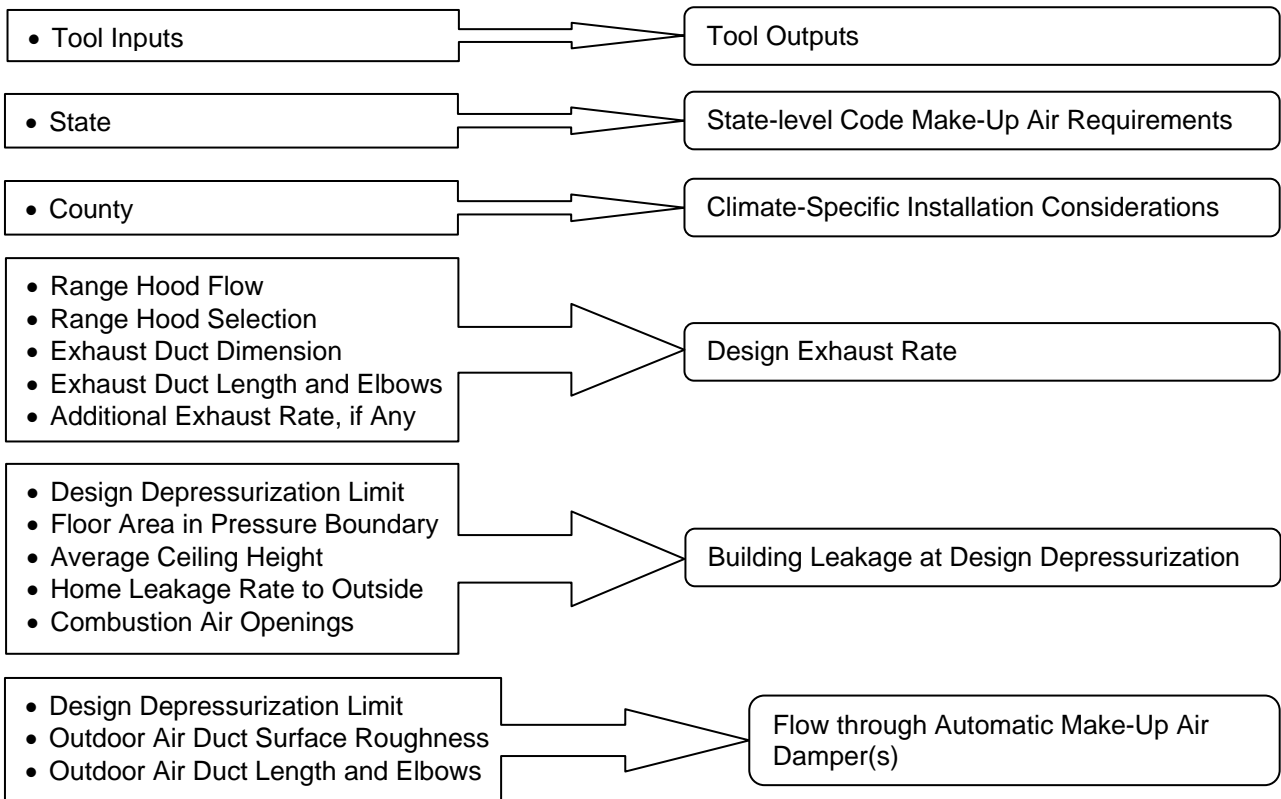 • Tool Inputs
Tool Outputs
• State
State-level Code Make-Up Air Requirements
• County
Climate-Specific Installation Considerations
• Range Hood Flow
• Range Hood Selection
• Exhaust Duct Dimension
• Exhaust Duct Length and Elbows
• Additional Exhaust Rate, if Any
Design Exhaust Rate
• Design Depressurization Limit
• Floor Area in Pressure Boundary
• Average Ceiling Height
• Home Leakage Rate to Outside
• Combustion Air Openings
Building Leakage at Design Depressurization
• Design Depressurization Limit
• Outdoor Air Duct Surface Roughness
• Outdoor Air Duct Length and Elbows
Flow through Automatic Make-Up Air
Damper(s)